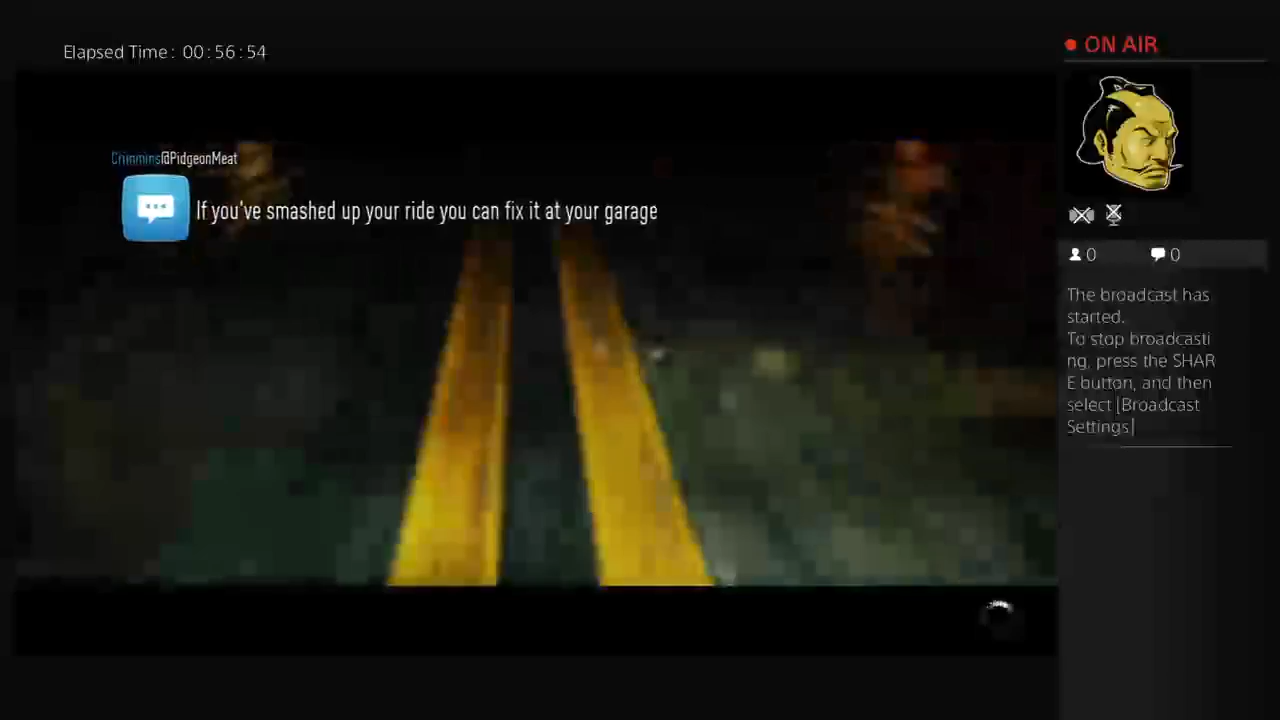 Elapsed Time: 00:56:54
ON AIR
Crimmins@PidgeonMeat
If you've smashed up your ride you can fix it at your garage
0
0
The broadcast has
started.
To stop broadcasti
ng, press the SHAR
E button, and then
select [Broadcast
Settings]